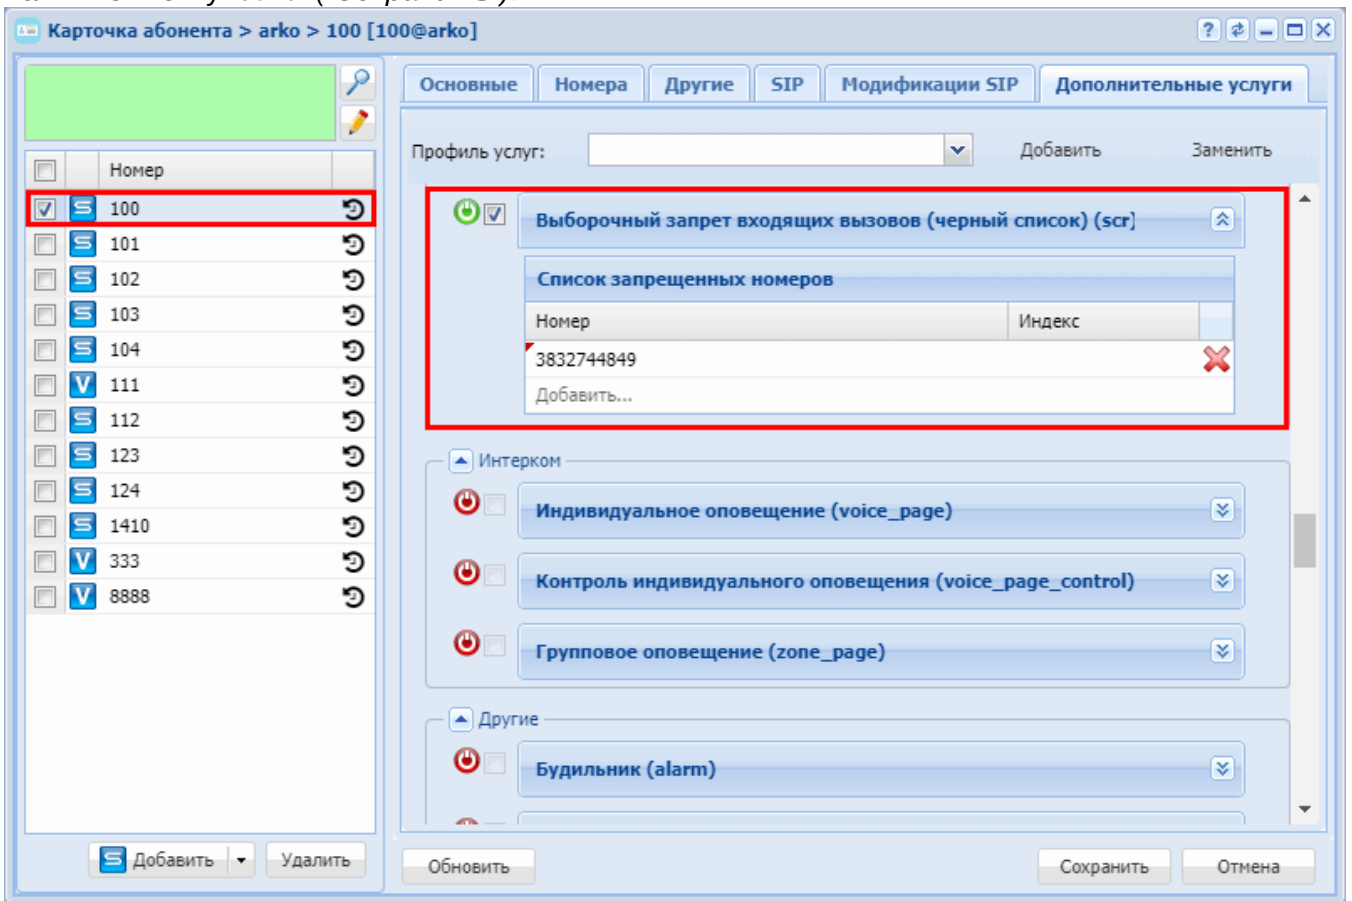 Карточка абонента > arko > 100 [100@arko]
Основные Номера Другие SIP Модификации SIP Дополнительные услуги
Профиль услуг: Добавить Заменить
Номер
100
101
102
103
104
111
112
123
124
1410
333
8888
Выборочный запрет входящих вызовов (черный список) (scr)
Список запрещенных номеров
Номер Индекс
3832744849
Добавить...
Интерком
Индивидуальное оповещение (voice_page)
Контроль индивидуального оповещения (voice_page_control)
Групповое оповещение (zone_page)
Другие
Будильник (alarm)
Добавить Удалить
Обновить Сохранить Отмена